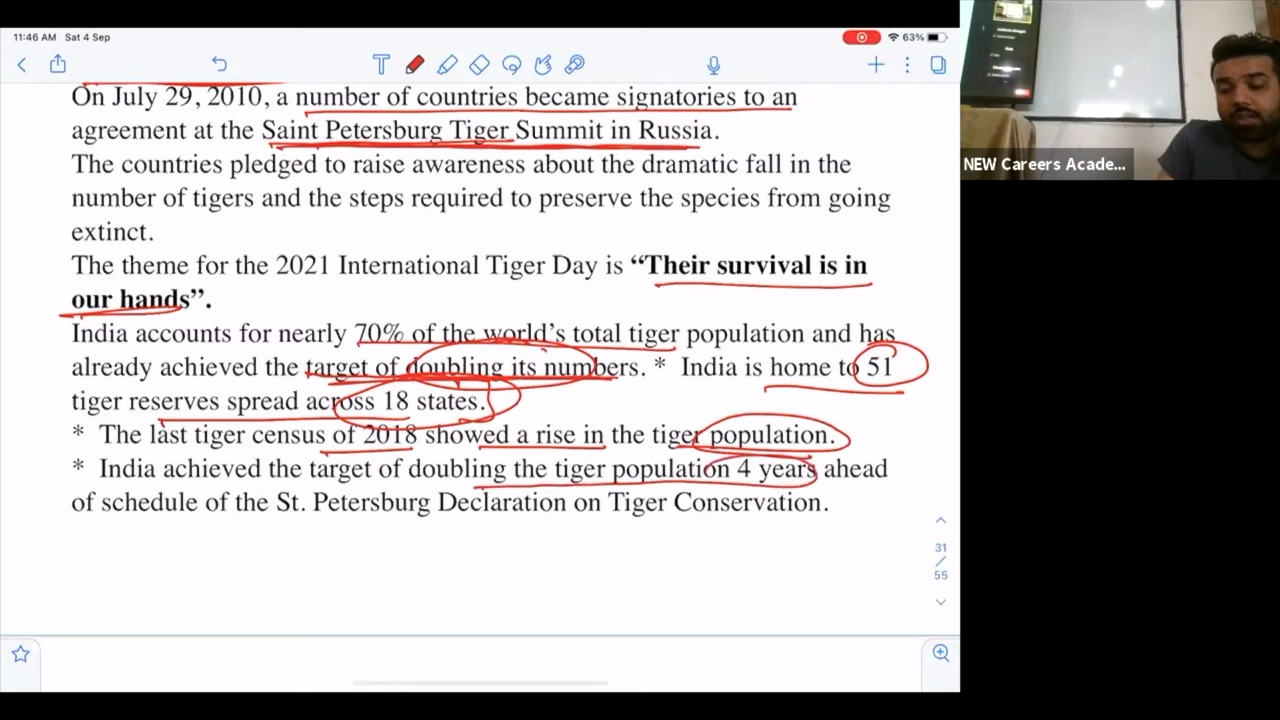 11:46 AM Sat 4 Sep
63%
On July 29, 2010, a number of countries became signatories to an
agreement at the Saint Petersburg Tiger Summit in Russia.
The countries pledged to raise awareness about the dramatic fall in the
number of tigers and the steps required to preserve the species from going
extinct.
The theme for the 2021 International Tiger Day is “Their survival is in
our hands”.
India accounts for nearly 70% of the world’s total tiger population and has
already achieved the target of doubling its numbers. * India is home to 51
tiger reserves spread across 18 states.
* The last tiger census of 2018 showed a rise in the tiger population.
* India achieved the target of doubling the tiger population 4 years ahead
of schedule of the St. Petersburg Declaration on Tiger Conservation.
31
/
55
NEW Careers Acade...